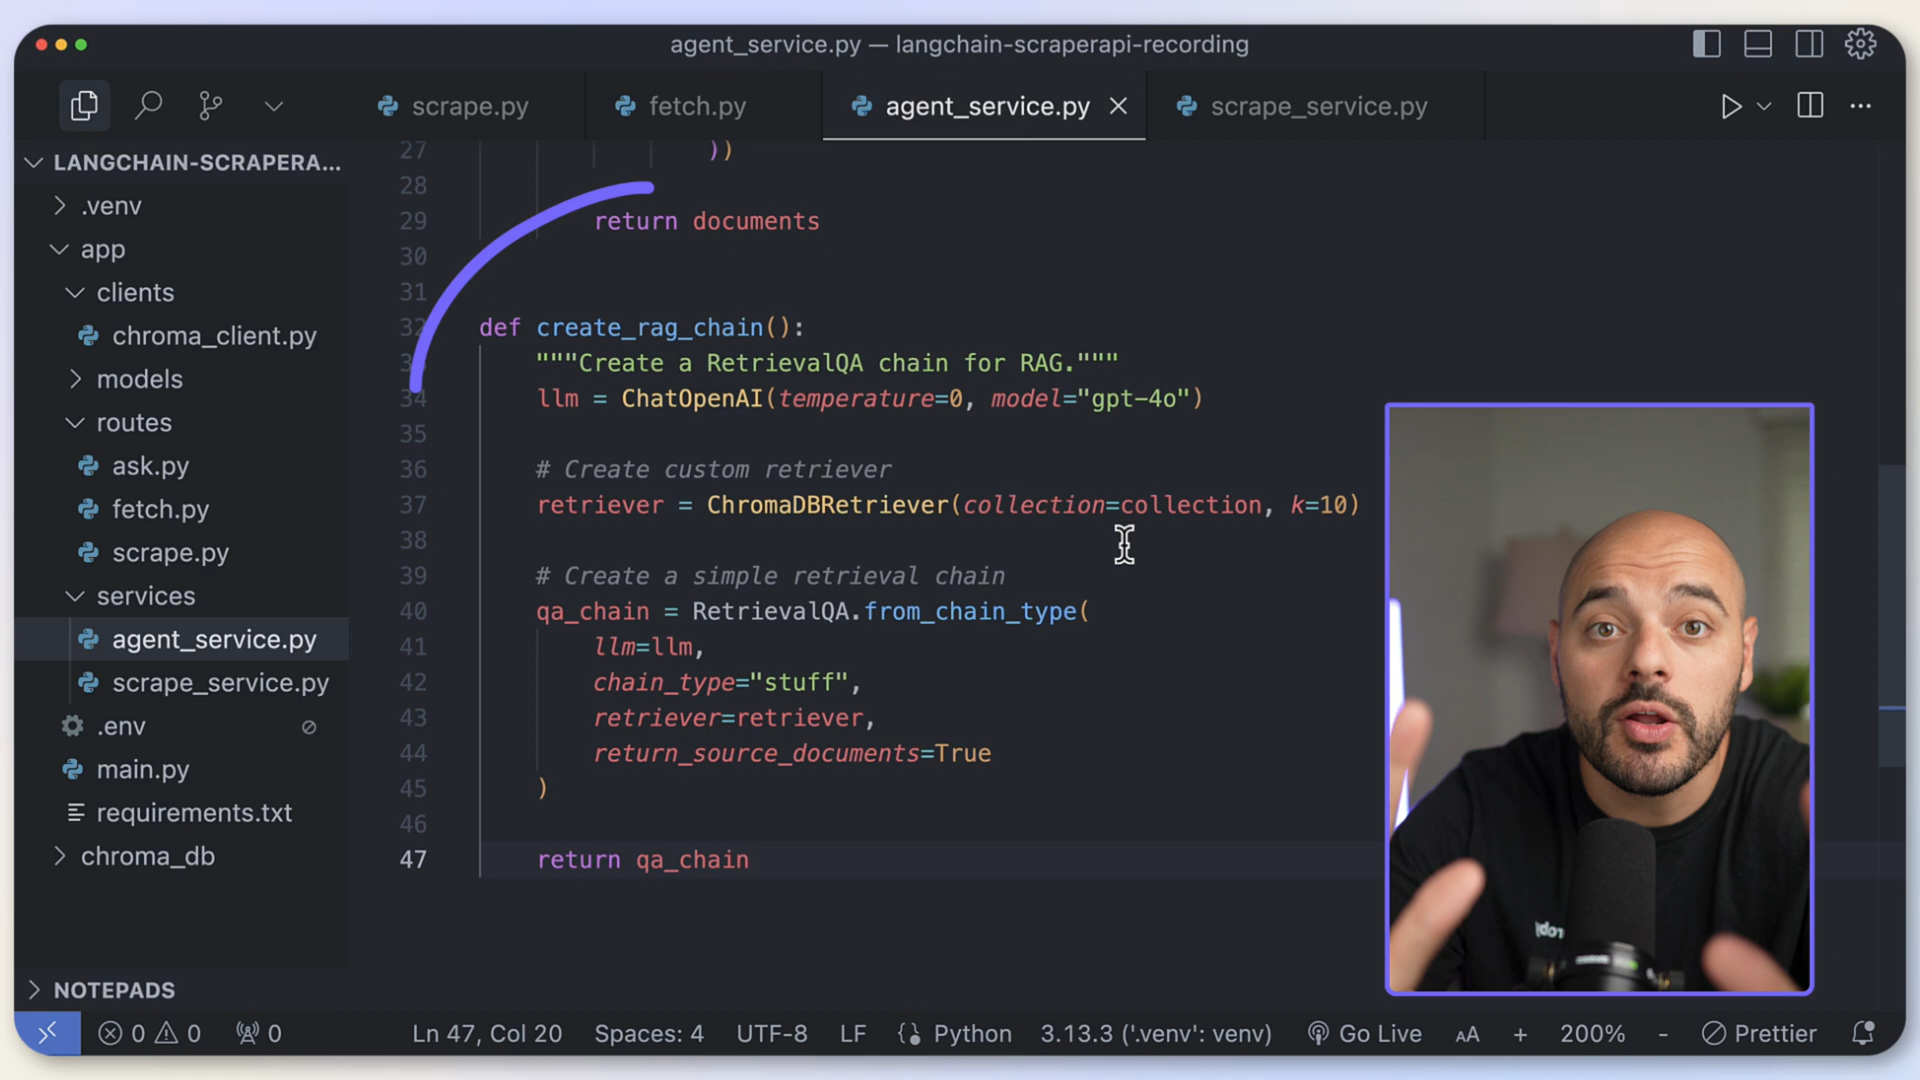 agent_service.py — langchain-scraperapi-recording
scrape.py
fetch.py
agent_service.py
scrape_service.py
LANGCHAIN-SCRAPERA...
.venv
app
clients
chroma_client.py
models
routes
ask.py
fetch.py
scrape.py
services
agent_service.py
scrape_service.py
.env
main.py
requirements.txt
chroma_db
NOTEPADS
27 ))
28
29 return documents
30
31
32 def create_rag_chain():
"""Create a RetrievalQA chain for RAG."""
34 llm = ChatOpenAI(temperature=0, model="gpt-4o")
35
36 # Create custom retriever
37 retriever = ChromaDBRetriever(collection=collection, k=10)
38
39 # Create a simple retrieval chain
40 qa_chain = RetrievalQA.from_chain_type(
41 llm=llm,
42 chain_type="stuff",
43 retriever=retriever,
44 return_source_documents=True
45 )
46
47 return qa_chain
0 0 0 Ln 47, Col 20 Spaces: 4 UTF-8 LF Python 3.13.3 ('.venv': venv) Go Live AA + 200% - Prettier